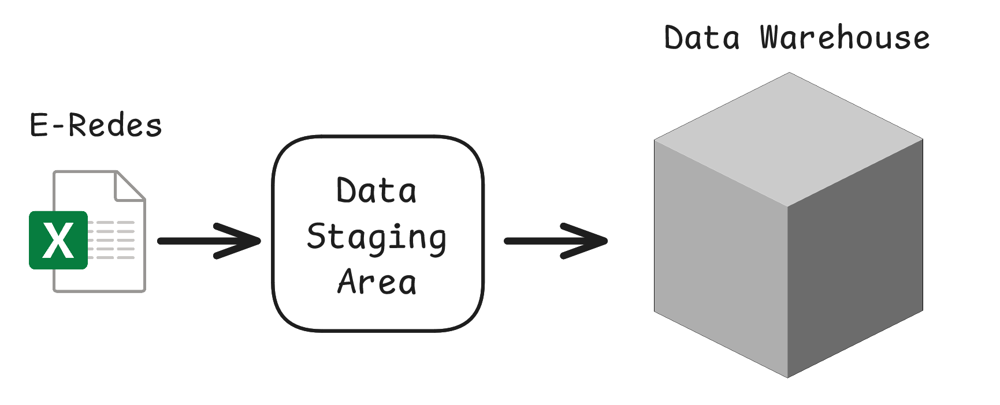 Data Warehouse
E-Redes
X
Data
Staging
Area